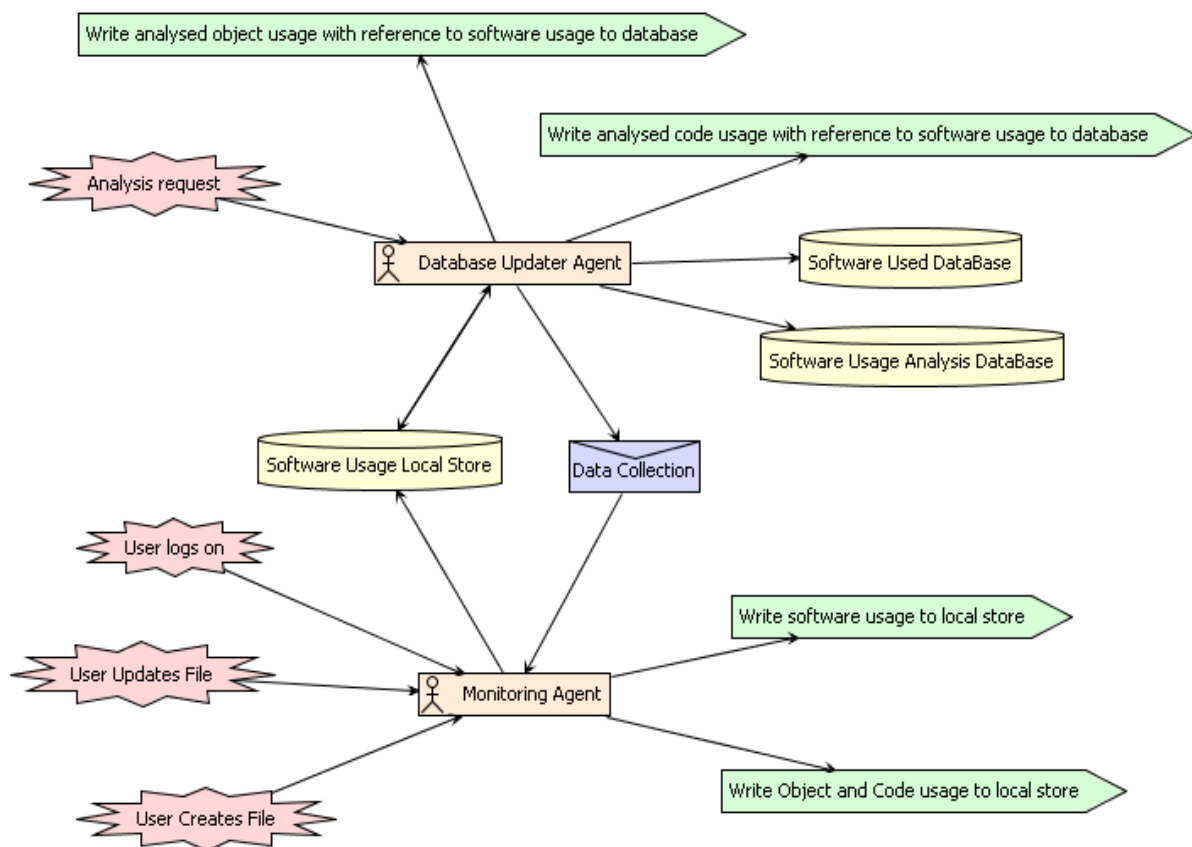 Write analysed object usage with reference to software usage to database
Write analysed code usage with reference to software usage to database
Analysis request
Database Updater Agent
Software Used DataBase
Software Usage Analysis DataBase
Software Usage Local Store
Data Collection
User logs on
Write software usage to local store
User Updates File
Monitoring Agent
Write Object and Code usage to local store
User Creates File